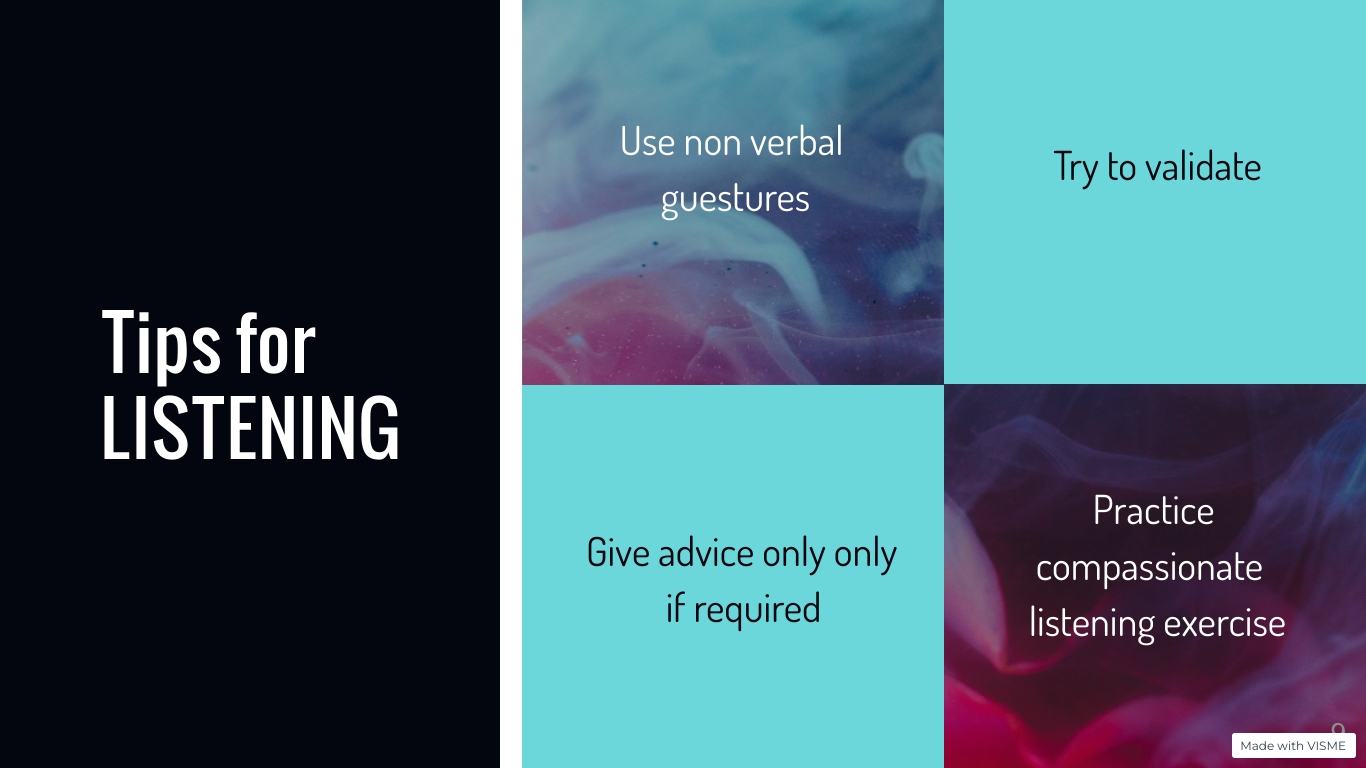 Tips for
LISTENING
Use non verbal
guestures
Try to validate
Give advice only only
if required
Practice
compassionate
listening exercise
Made with VISME